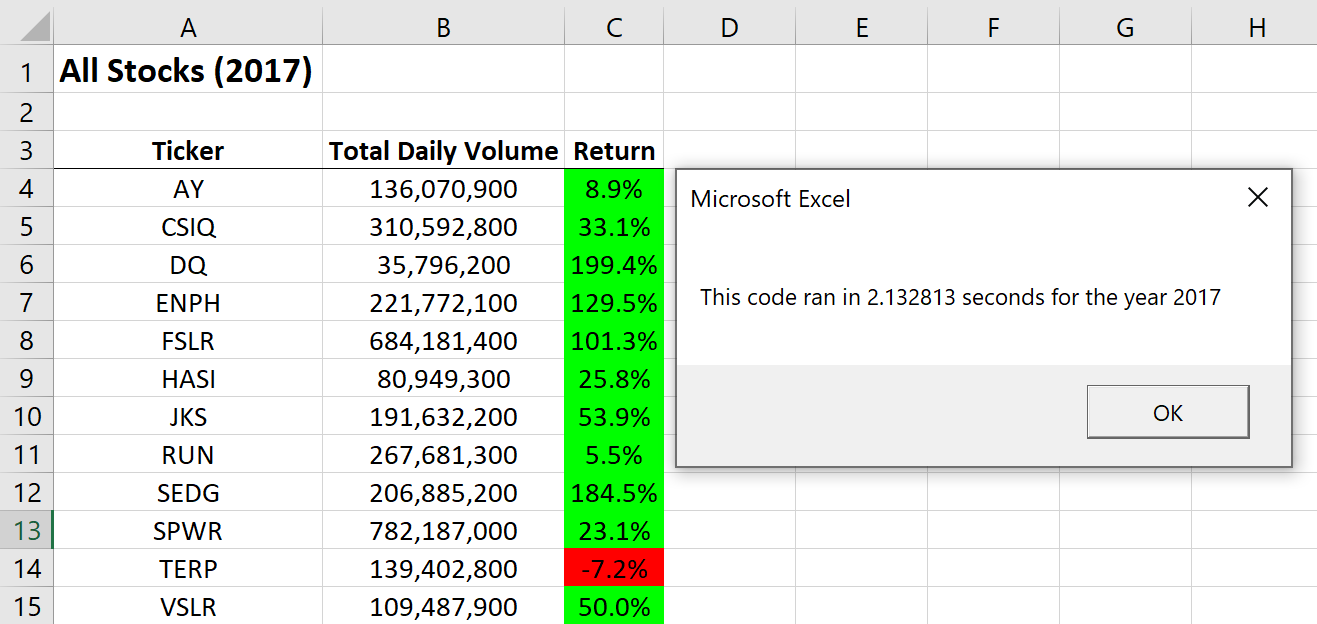 A B C D E F G H
1 All Stocks (2017)
2
3 Ticker Total Daily Volume Return
4 AY 136,070,900 8.9%
5 CSIQ 310,592,800 33.1%
6 DQ 35,796,200 199.4%
7 ENPH 221,772,100 129.5%
8 FSLR 684,181,400 101.3%
9 HASI 80,949,300 25.8%
10 JKS 191,632,200 53.9%
11 RUN 267,681,300 5.5%
12 SEDG 206,885,200 184.5%
13 SPWR 782,187,000 23.1%
14 TERP 139,402,800 -7.2%
15 VSLR 109,487,900 50.0%
Microsoft Excel
This code ran in 2.132813 seconds for the year 2017
OK